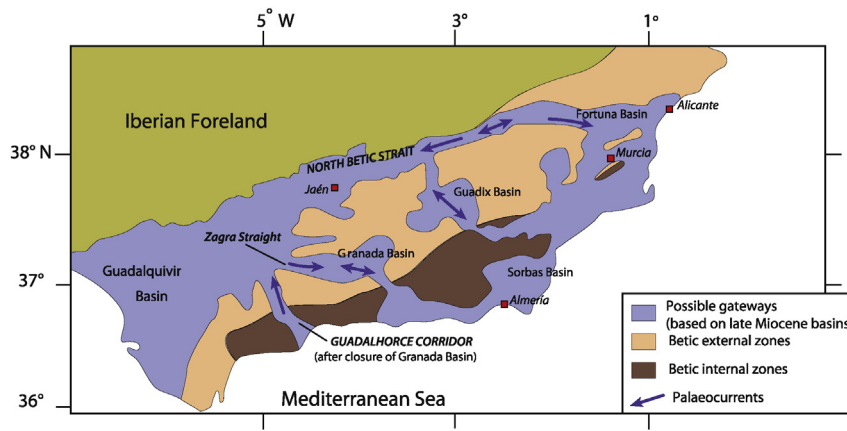 5° W
3°
1°
Iberian Foreland
Fortuna Basin
Alicante
38° N
NORTH BETIC STRAIT
Murcia
Jaén
Guadix Basin
Zagra Straight
Granada Basin
37°
Guadalquivir
Basin
Sorbas Basin
Almería
GUADALHORCE CORRIDOR
(after closure of Granada Basin)
36°
Mediterranean Sea
Possible gateways
(based on late Miocene basins
Betic external zones
Betic internal zones
Palaeocurrents